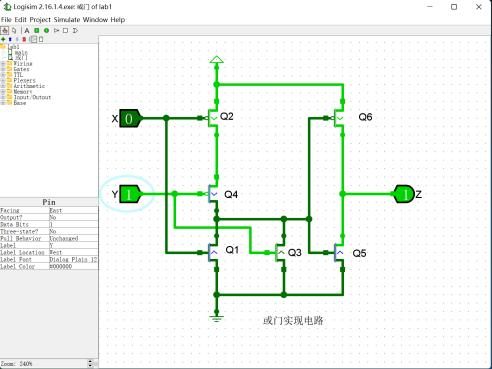 Logisim 2.16.1.4.exe: 或门 of lab1
File Edit Project Simulate Window Help
lab1
main
或门
Wiring
Gates
TTL
Plexers
Arithmetic
Memory
Input/Output
Base
Pin
Facing East
Output? No
Data Bits 1
Three-state? No
Pull Behavior Unchanged
Label Y
Label Location West
Label Font Dialog Plain 12
Label Color #000000
Zoom: 240%
X 0
Q2
Q6
Y 1
Q4
1 Z
Q1
Q3
Q5
或门实现电路